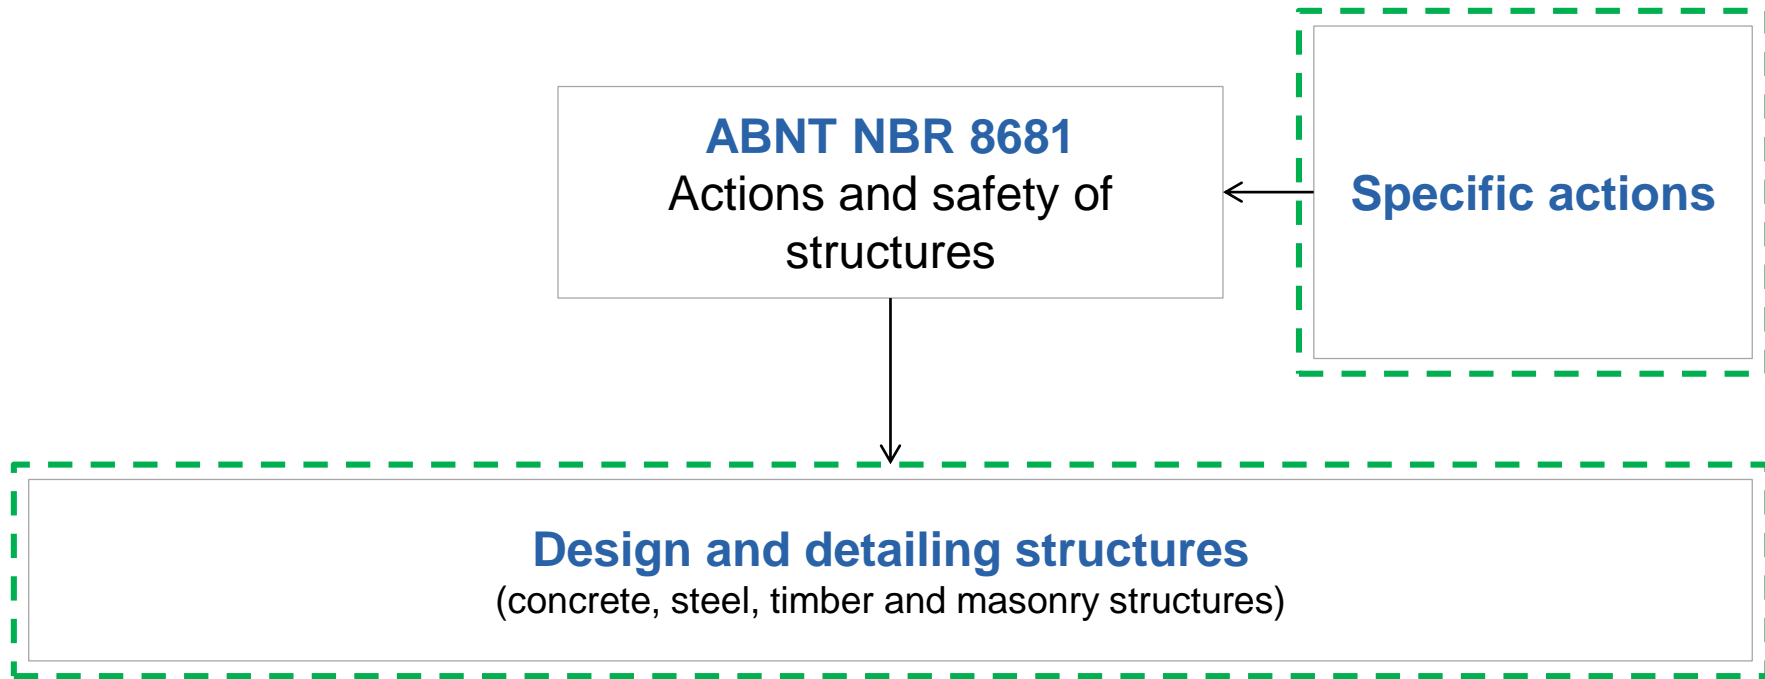 ABNT NBR 8681
Actions and safety of
structures
Specific actions
Design and detailing structures
(concrete, steel, timber and masonry structures)